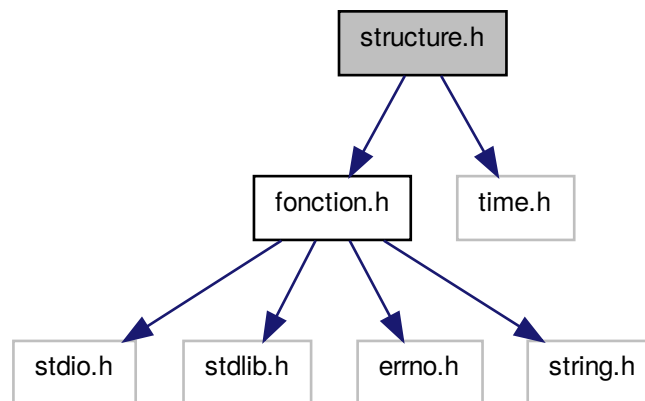 structure.h
fonction.h
time.h
stdio.h
stdlib.h
errno.h
string.h